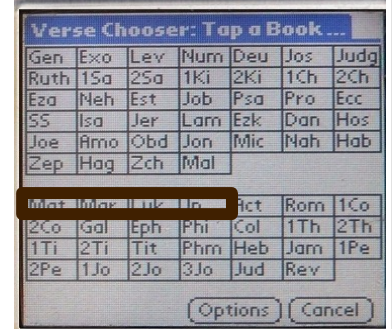 Verse Chooser: Tap a Book...
Gen Exo Lev Num Deu Jos Judg
Ruth 1Sa 2Sa 1Ki 2Ki 1Ch 2Ch
Eza Neh Est Job Psa Pro Ecc
SS Isa Jer Lam Ezk Dan Hos
Joe Amo Obd Jon Mic Nah Hab
Zep Hag Zch Mal
Act Rom 1Co
2Co Gal Eph Phi Col 1Th 2Th
1Ti 2Ti Tit Phm Heb Jam 1Pe
2Pe 1Jo 2Jo 3Jo Jud Rev
Options Cancel